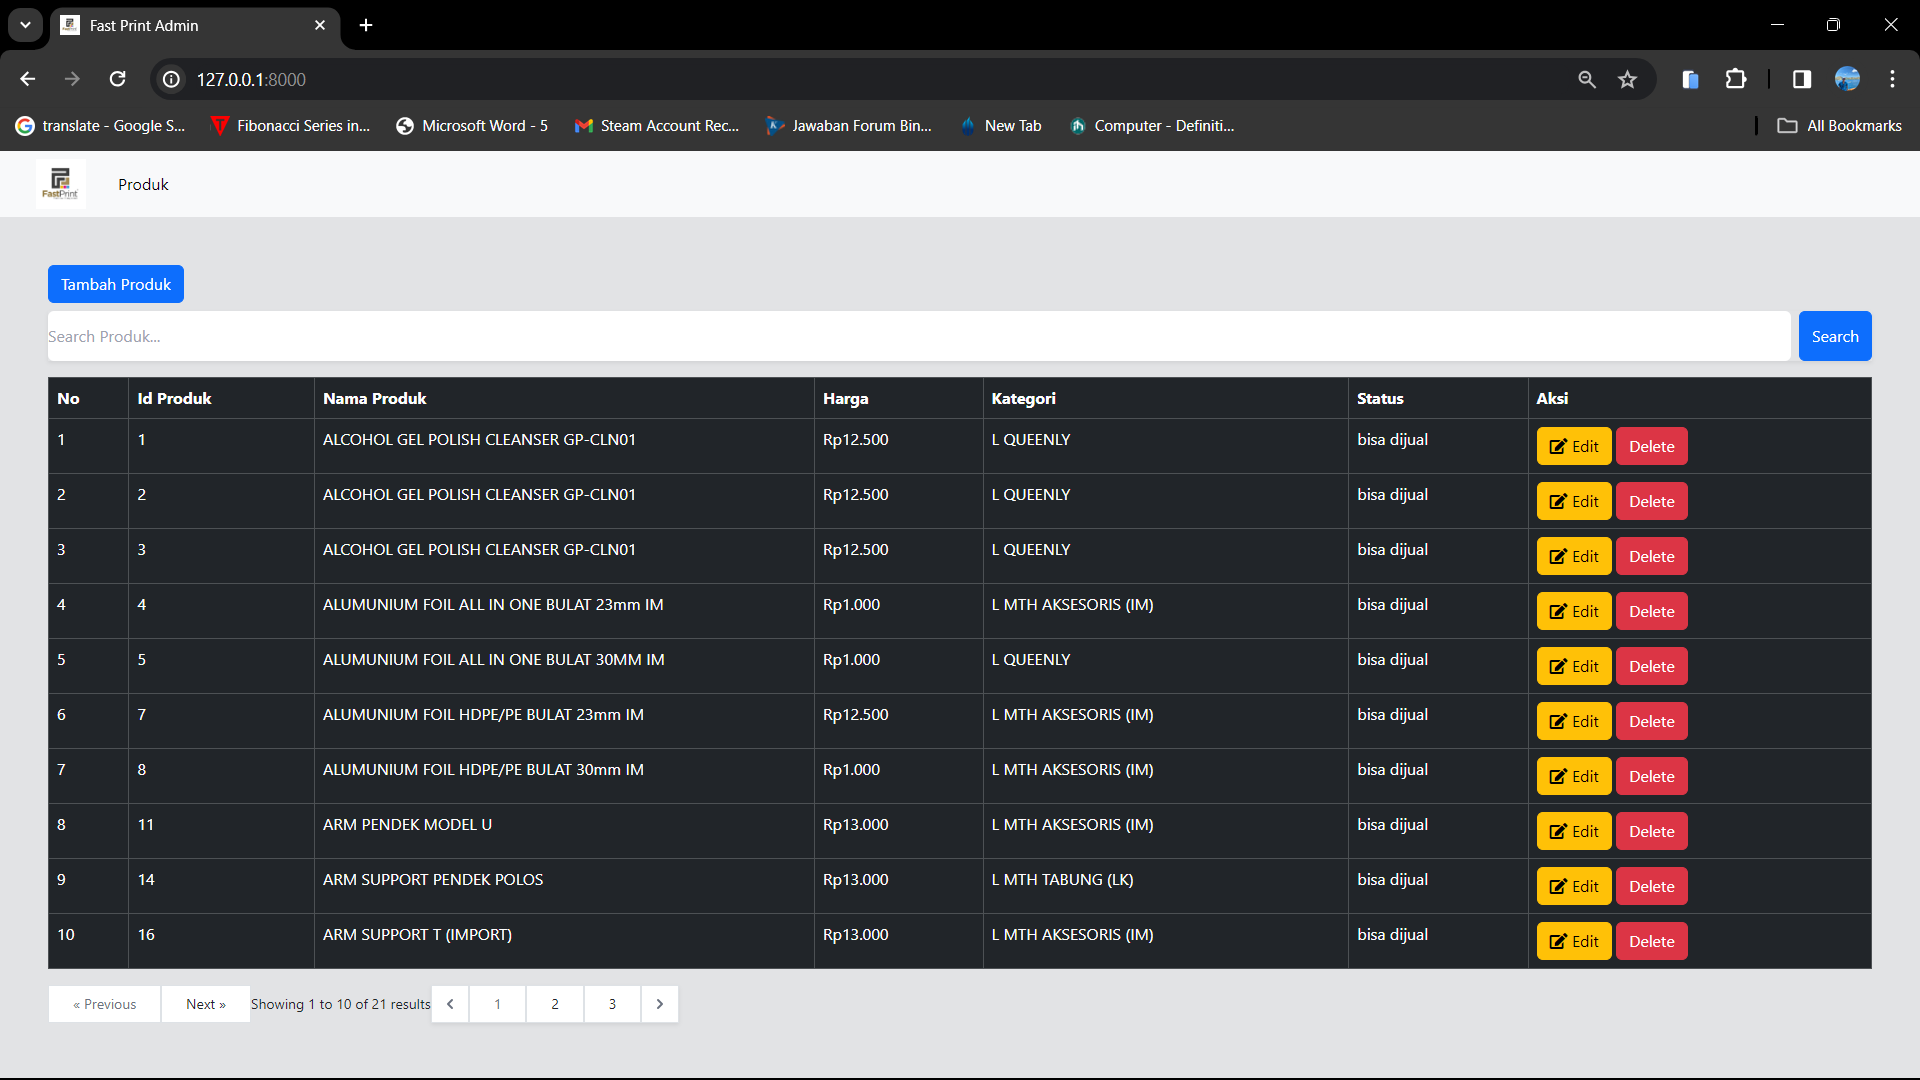 Fast Print Admin
127.0.0.1:8000
translate - Google S... Fibonacci Series in... Microsoft Word - 5 Steam Account Rec... Jawaban Forum Bin... New Tab Computer - Definiti... All Bookmarks
FastPrint Produk
Tambah Produk
Search Produk... Search
No Id Produk Nama Produk Harga Kategori Status Aksi
1 1 ALCOHOL GEL POLISH CLEANSER GP-CLN01 Rp12.500 L QUEENLY bisa dijual Edit Delete
2 2 ALCOHOL GEL POLISH CLEANSER GP-CLN01 Rp12.500 L QUEENLY bisa dijual Edit Delete
3 3 ALCOHOL GEL POLISH CLEANSER GP-CLN01 Rp12.500 L QUEENLY bisa dijual Edit Delete
4 4 ALUMUNIUM FOIL ALL IN ONE BULAT 23mm IM Rp1.000 L MTH AKSESORIS (IM) bisa dijual Edit Delete
5 5 ALUMUNIUM FOIL ALL IN ONE BULAT 30MM IM Rp1.000 L QUEENLY bisa dijual Edit Delete
6 7 ALUMUNIUM FOIL HDPE/PE BULAT 23mm IM Rp12.500 L MTH AKSESORIS (IM) bisa dijual Edit Delete
7 8 ALUMUNIUM FOIL HDPE/PE BULAT 30mm IM Rp1.000 L MTH AKSESORIS (IM) bisa dijual Edit Delete
8 11 ARM PENDEK MODEL U Rp13.000 L MTH AKSESORIS (IM) bisa dijual Edit Delete
9 14 ARM SUPPORT PENDEK POLOS Rp13.000 L MTH TABUNG (LK) bisa dijual Edit Delete
10 16 ARM SUPPORT T (IMPORT) Rp13.000 L MTH AKSESORIS (IM) bisa dijual Edit Delete
« Previous Next » Showing 1 to 10 of 21 results 1 2 3